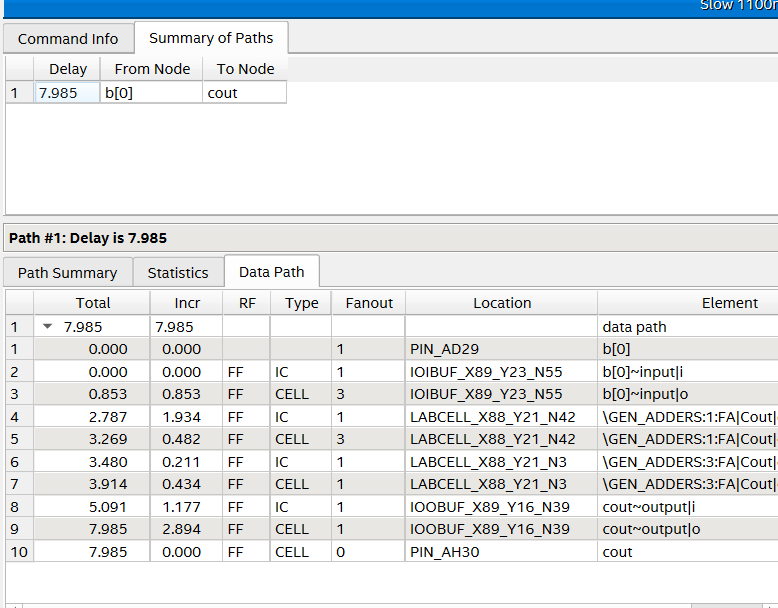 Slow 1100
Command Info Summary of Paths
Delay From Node To Node
1 7.985 b[0] cout
Path #1: Delay is 7.985
Path Summary Statistics Data Path
Total Incr RF Type Fanout Location Element
1 7.985 7.985 data path
1 0.000 0.000 1 PIN_AD29 b[0]
2 0.000 0.000 FF IC 1 IOIBUF_X89_Y23_N55 b[0]~input|i
3 0.853 0.853 FF CELL 3 IOIBUF_X89_Y23_N55 b[0]~input|o
4 2.787 1.934 FF IC 1 LABCELL_X88_Y21_N42 \GEN_ADDERS:1:FA|Cout|
5 3.269 0.482 FF CELL 3 LABCELL_X88_Y21_N42 \GEN_ADDERS:1:FA|Cout|
6 3.480 0.211 FF IC 1 LABCELL_X88_Y21_N3 \GEN_ADDERS:3:FA|Cout|
7 3.914 0.434 FF CELL 1 LABCELL_X88_Y21_N3 \GEN_ADDERS:3:FA|Cout|
8 5.091 1.177 FF IC 1 IOOBUF_X89_Y16_N39 cout~output|i
9 7.985 2.894 FF CELL 1 IOOBUF_X89_Y16_N39 cout~output|o
10 7.985 0.000 FF CELL 0 PIN_AH30 cout